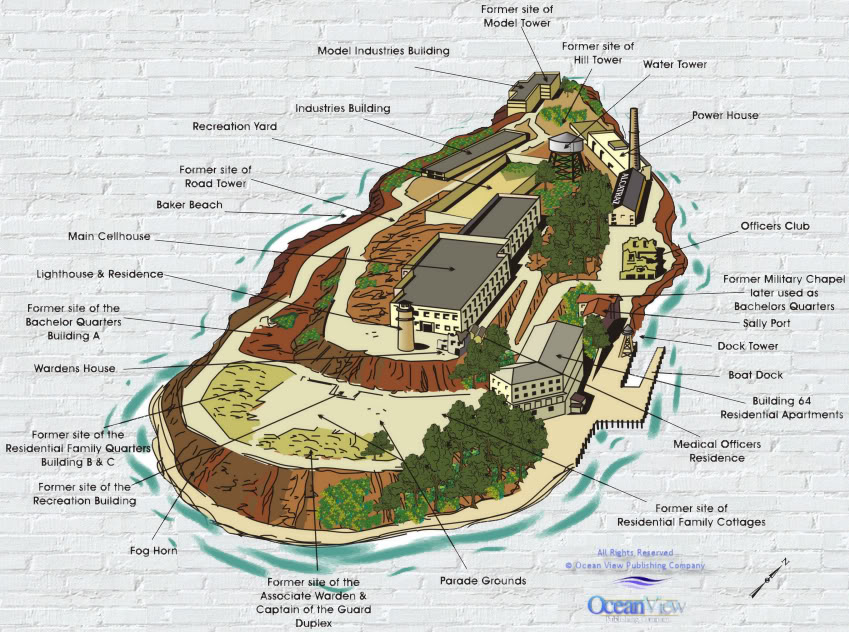 Former site of
Model Tower
Model Industries Building
Former site of
Hill Tower
Water Tower
Industries Building
Power House
Recreation Yard
Former site of
Road Tower
ALCATRAZ
Baker Beach
Officers Club
Main Cellhouse
Lighthouse & Residence
Former Military Chapel
later used as
Bachelors Quarters
Former site of the
Bachelor Quarters
Building A
Sally Port
Dock Tower
Wardens House
Boat Dock
Building 64
Residential Apartments
Former site of the
Residential Family Quarters
Building B & C
Medical Officers
Residence
Former site of the
Recreation Building
Former site of
Residential Family Cottages
Fog Horn
Former site of the
Associate Warden &
Captain of the Guard
Duplex
Parade Grounds
All Rights Reserved
© Ocean View Publishing Company
OceanView
Z